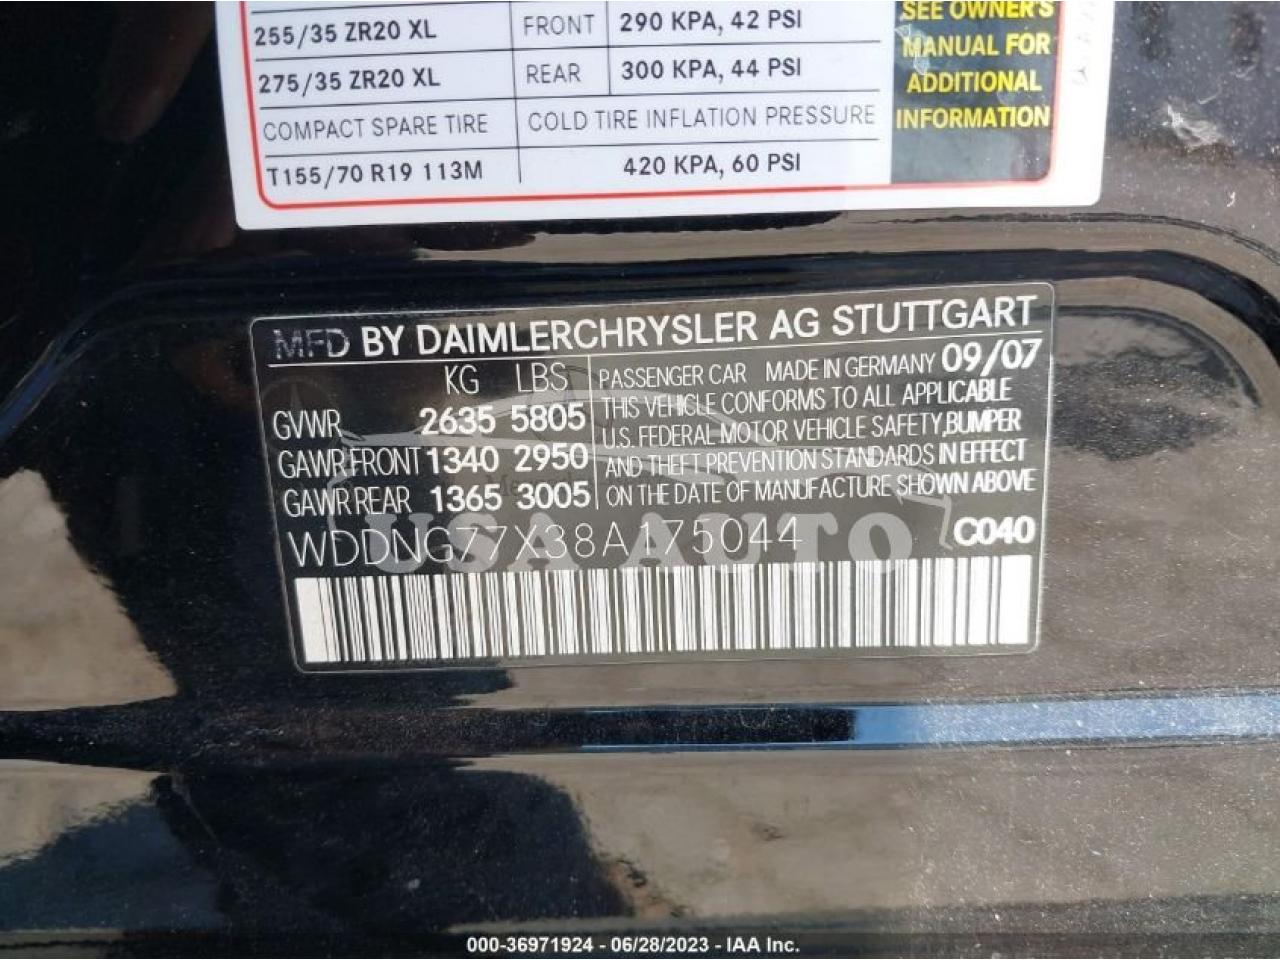 255/35 ZR20 XL FRONT 290 KPA, 42 PSI
275/35 ZR20 XL REAR 300 KPA, 44 PSI
COMPACT SPARE TIRE COLD TIRE INFLATION PRESSURE
T155/70 R19 113M 420 KPA, 60 PSI
SEE OWNER'S
MANUAL FOR
ADDITIONAL
INFORMATION
MFD BY DAIMLERCHRYSLER AG STUTTGART
KG LBS
GVWR 2635 5805
GAWR FRONT 1340 2950
GAWR REAR 1365 3005
PASSENGER CAR MADE IN GERMANY 09/07
THIS VEHICLE CONFORMS TO ALL APPLICABLE
U.S. FEDERAL MOTOR VEHICLE SAFETY, BUMPER
AND THEFT PREVENTION STANDARDS IN EFFECT
ON THE DATE OF MANUFACTURE SHOWN ABOVE
WDDNG77X38A175044 C040
USA AUTO
000-36971924 - 06/28/2023 - IAA Inc.